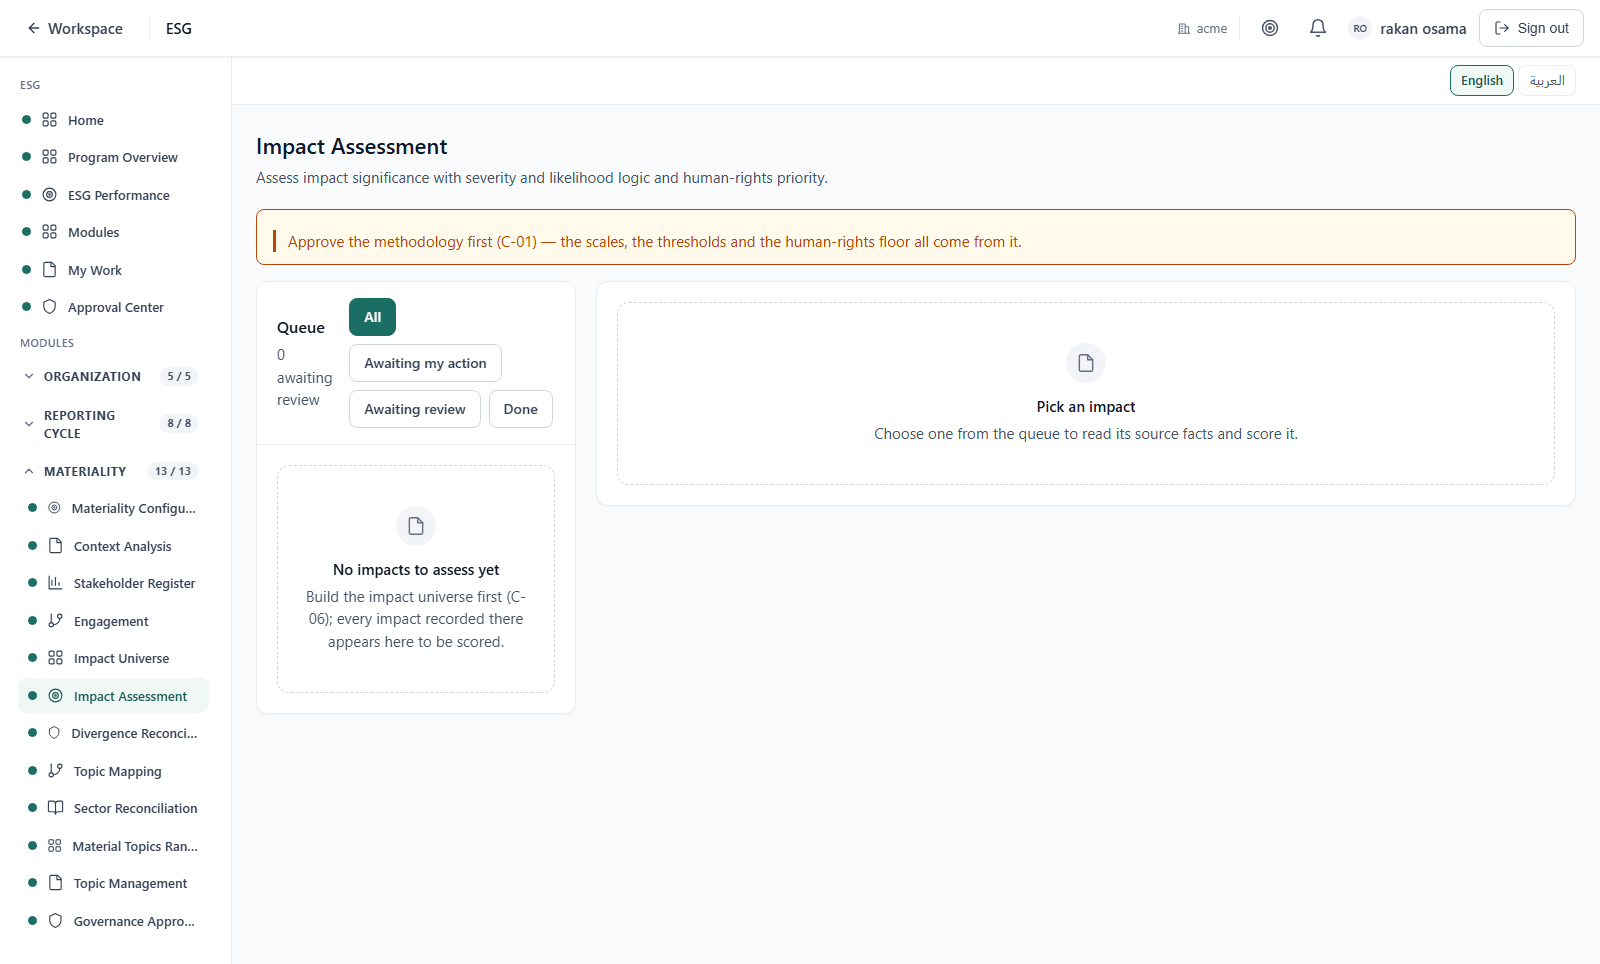 Workspace
ESG
acme
RO
rakan osama
Sign out
English
العربية
ESG
Home
Program Overview
ESG Performance
Modules
My Work
Approval Center
MODULES
ORGANIZATION
5 / 5
REPORTING
CYCLE
8 / 8
MATERIALITY
13 / 13
Materiality Configu...
Context Analysis
Stakeholder Register
Engagement
Impact Universe
Impact Assessment
Divergence Reconci...
Topic Mapping
Sector Reconciliation
Material Topics Ran...
Topic Management
Governance Appro...
Impact Assessment
Assess impact significance with severity and likelihood logic and human-rights priority.
Approve the methodology first (C-01) — the scales, the thresholds and the human-rights floor all come from it.
Queue
0
awaiting
review
All
Awaiting my action
Awaiting review
Done
No impacts to assess yet
Build the impact universe first (C-
06); every impact recorded there
appears here to be scored.
Pick an impact
Choose one from the queue to read its source facts and score it.